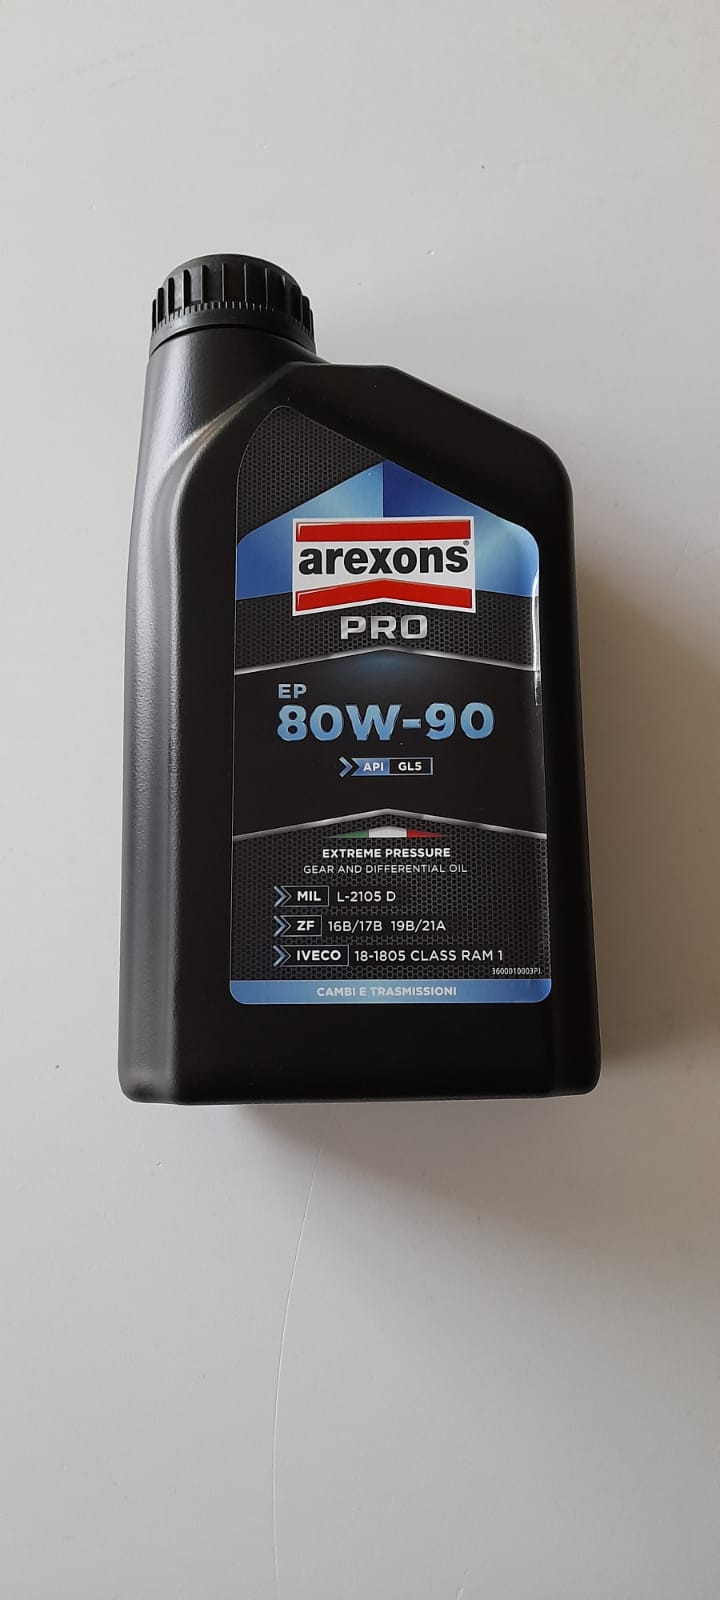 arexons®
PRO
EP
80W-90
API GL5
EXTREME PRESSURE
GEAR AND DIFFERENTIAL OIL
MIL L-2105 D
ZF 16B/17B 19B/21A
IVECO 18-1805 CLASS RAM 1
3600010003PJ
CAMBI E TRASMISSIONI